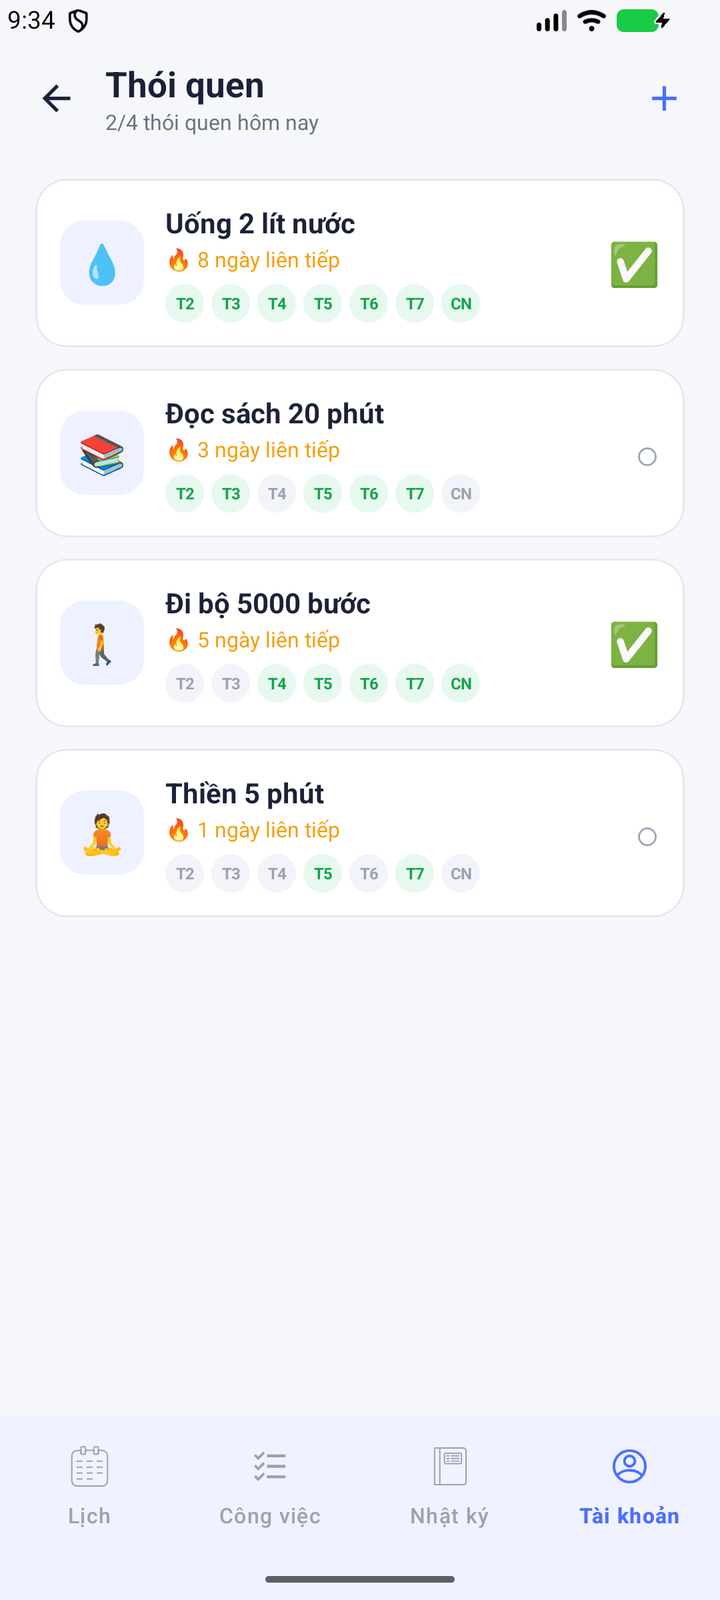 9:34
Thói quen
2/4 thói quen hôm nay
Uống 2 lít nước
8 ngày liên tiếp
T2 T3 T4 T5 T6 T7 CN
Đọc sách 20 phút
3 ngày liên tiếp
T2 T3 T4 T5 T6 T7 CN
Đi bộ 5000 bước
5 ngày liên tiếp
T2 T3 T4 T5 T6 T7 CN
Thiền 5 phút
1 ngày liên tiếp
T2 T3 T4 T5 T6 T7 CN
Lịch Công việc Nhật ký Tài khoản